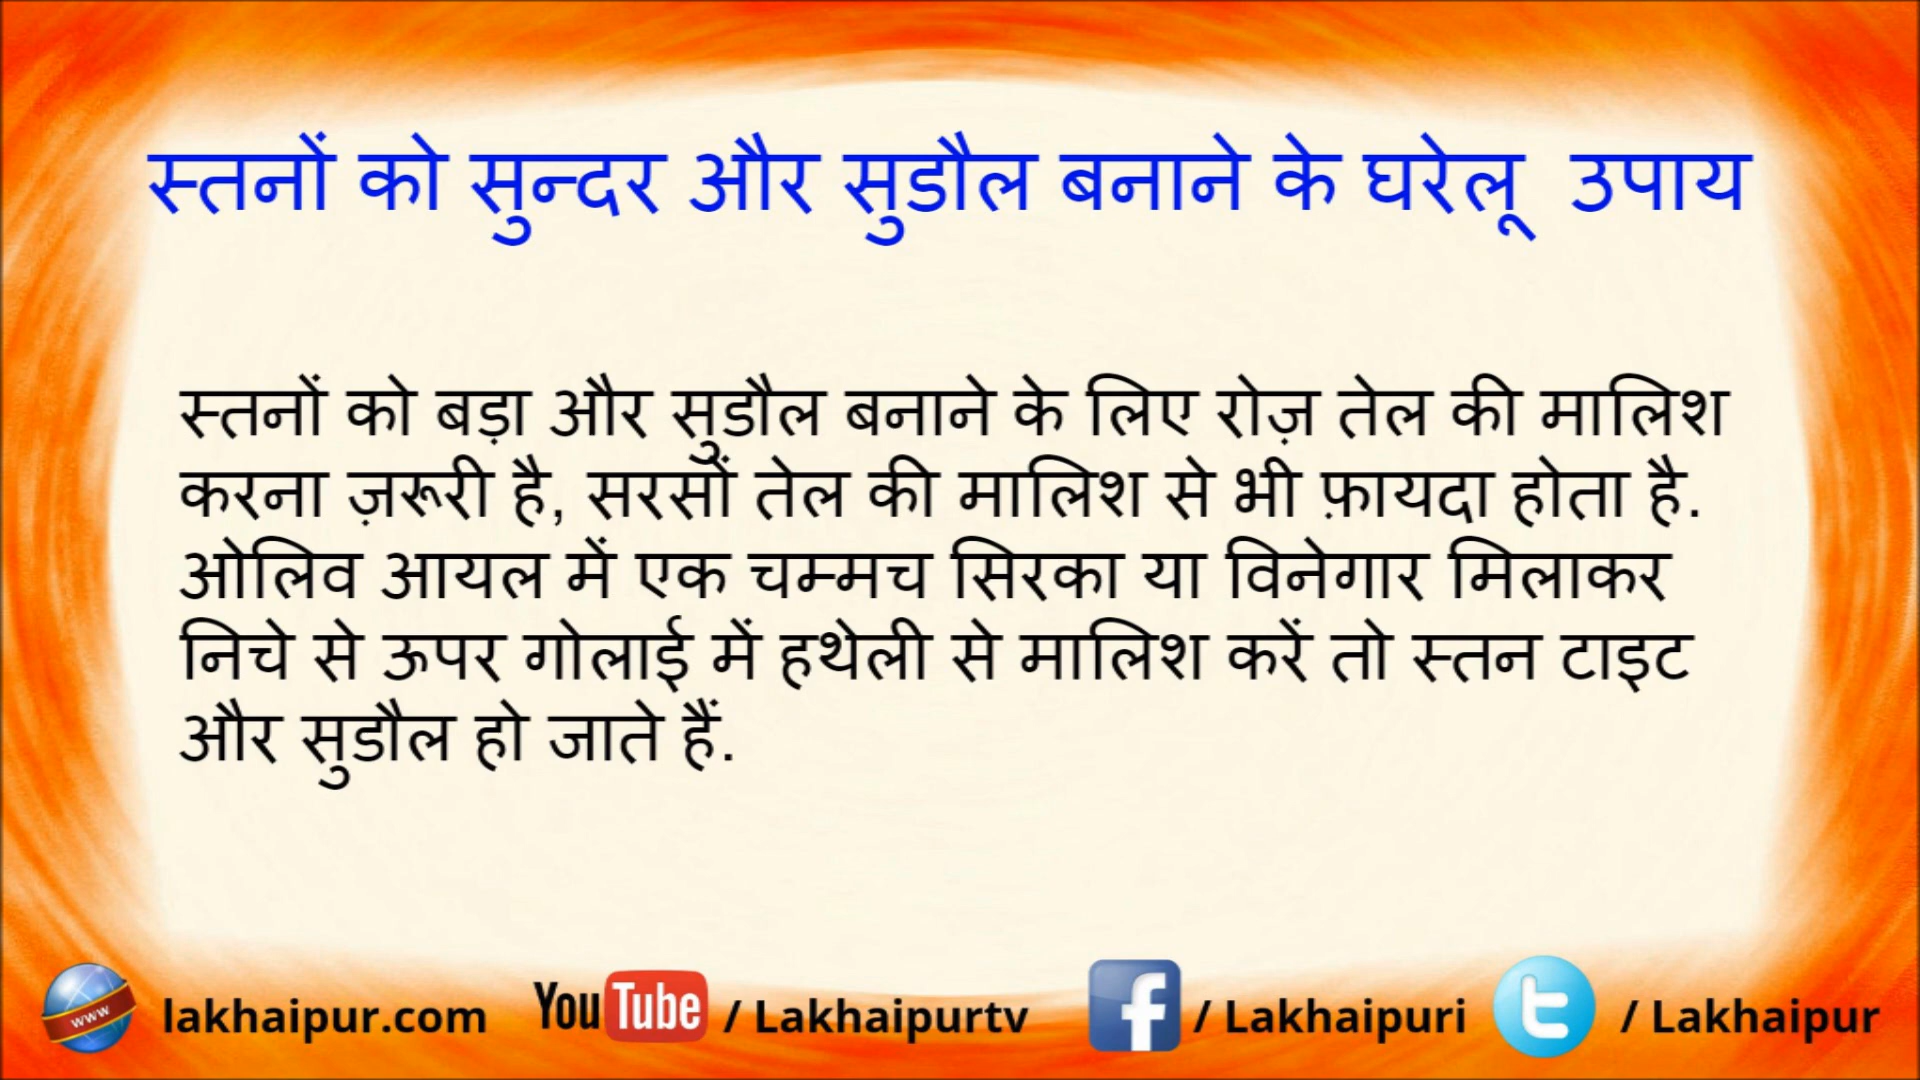 स्तनों को सुन्दर और सुडौल बनाने के घरेलू उपाय
स्तनों को बड़ा और सुडौल बनाने के लिए रोज़ तेल की मालिश
करना ज़रूरी है, सरसों तेल की मालिश से भी फ़ायदा होता है.
ओलिव आयल में एक चम्मच सिरका या विनेगार मिलाकर
निचे से ऊपर गोलाई में हथेली से मालिश करें तो स्तन टाइट
और सुडौल हो जाते हैं.
www lakhaipur.com YouTube / Lakhaipurtv f / Lakhaipuri t / Lakhaipur